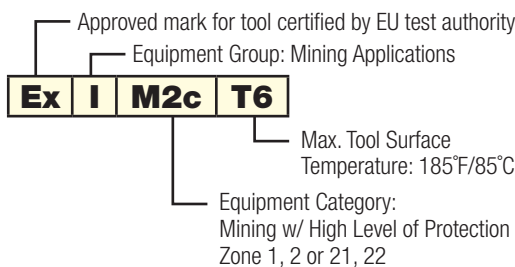 Approved mark for tool certified by EU test authority
Equipment Group: Mining Applications
Ex I M2c T6
Max. Tool Surface
Temperature: 185˚F/85˚C
Equipment Category:
Mining w/ High Level of Protection
Zone 1, 2 or 21, 22